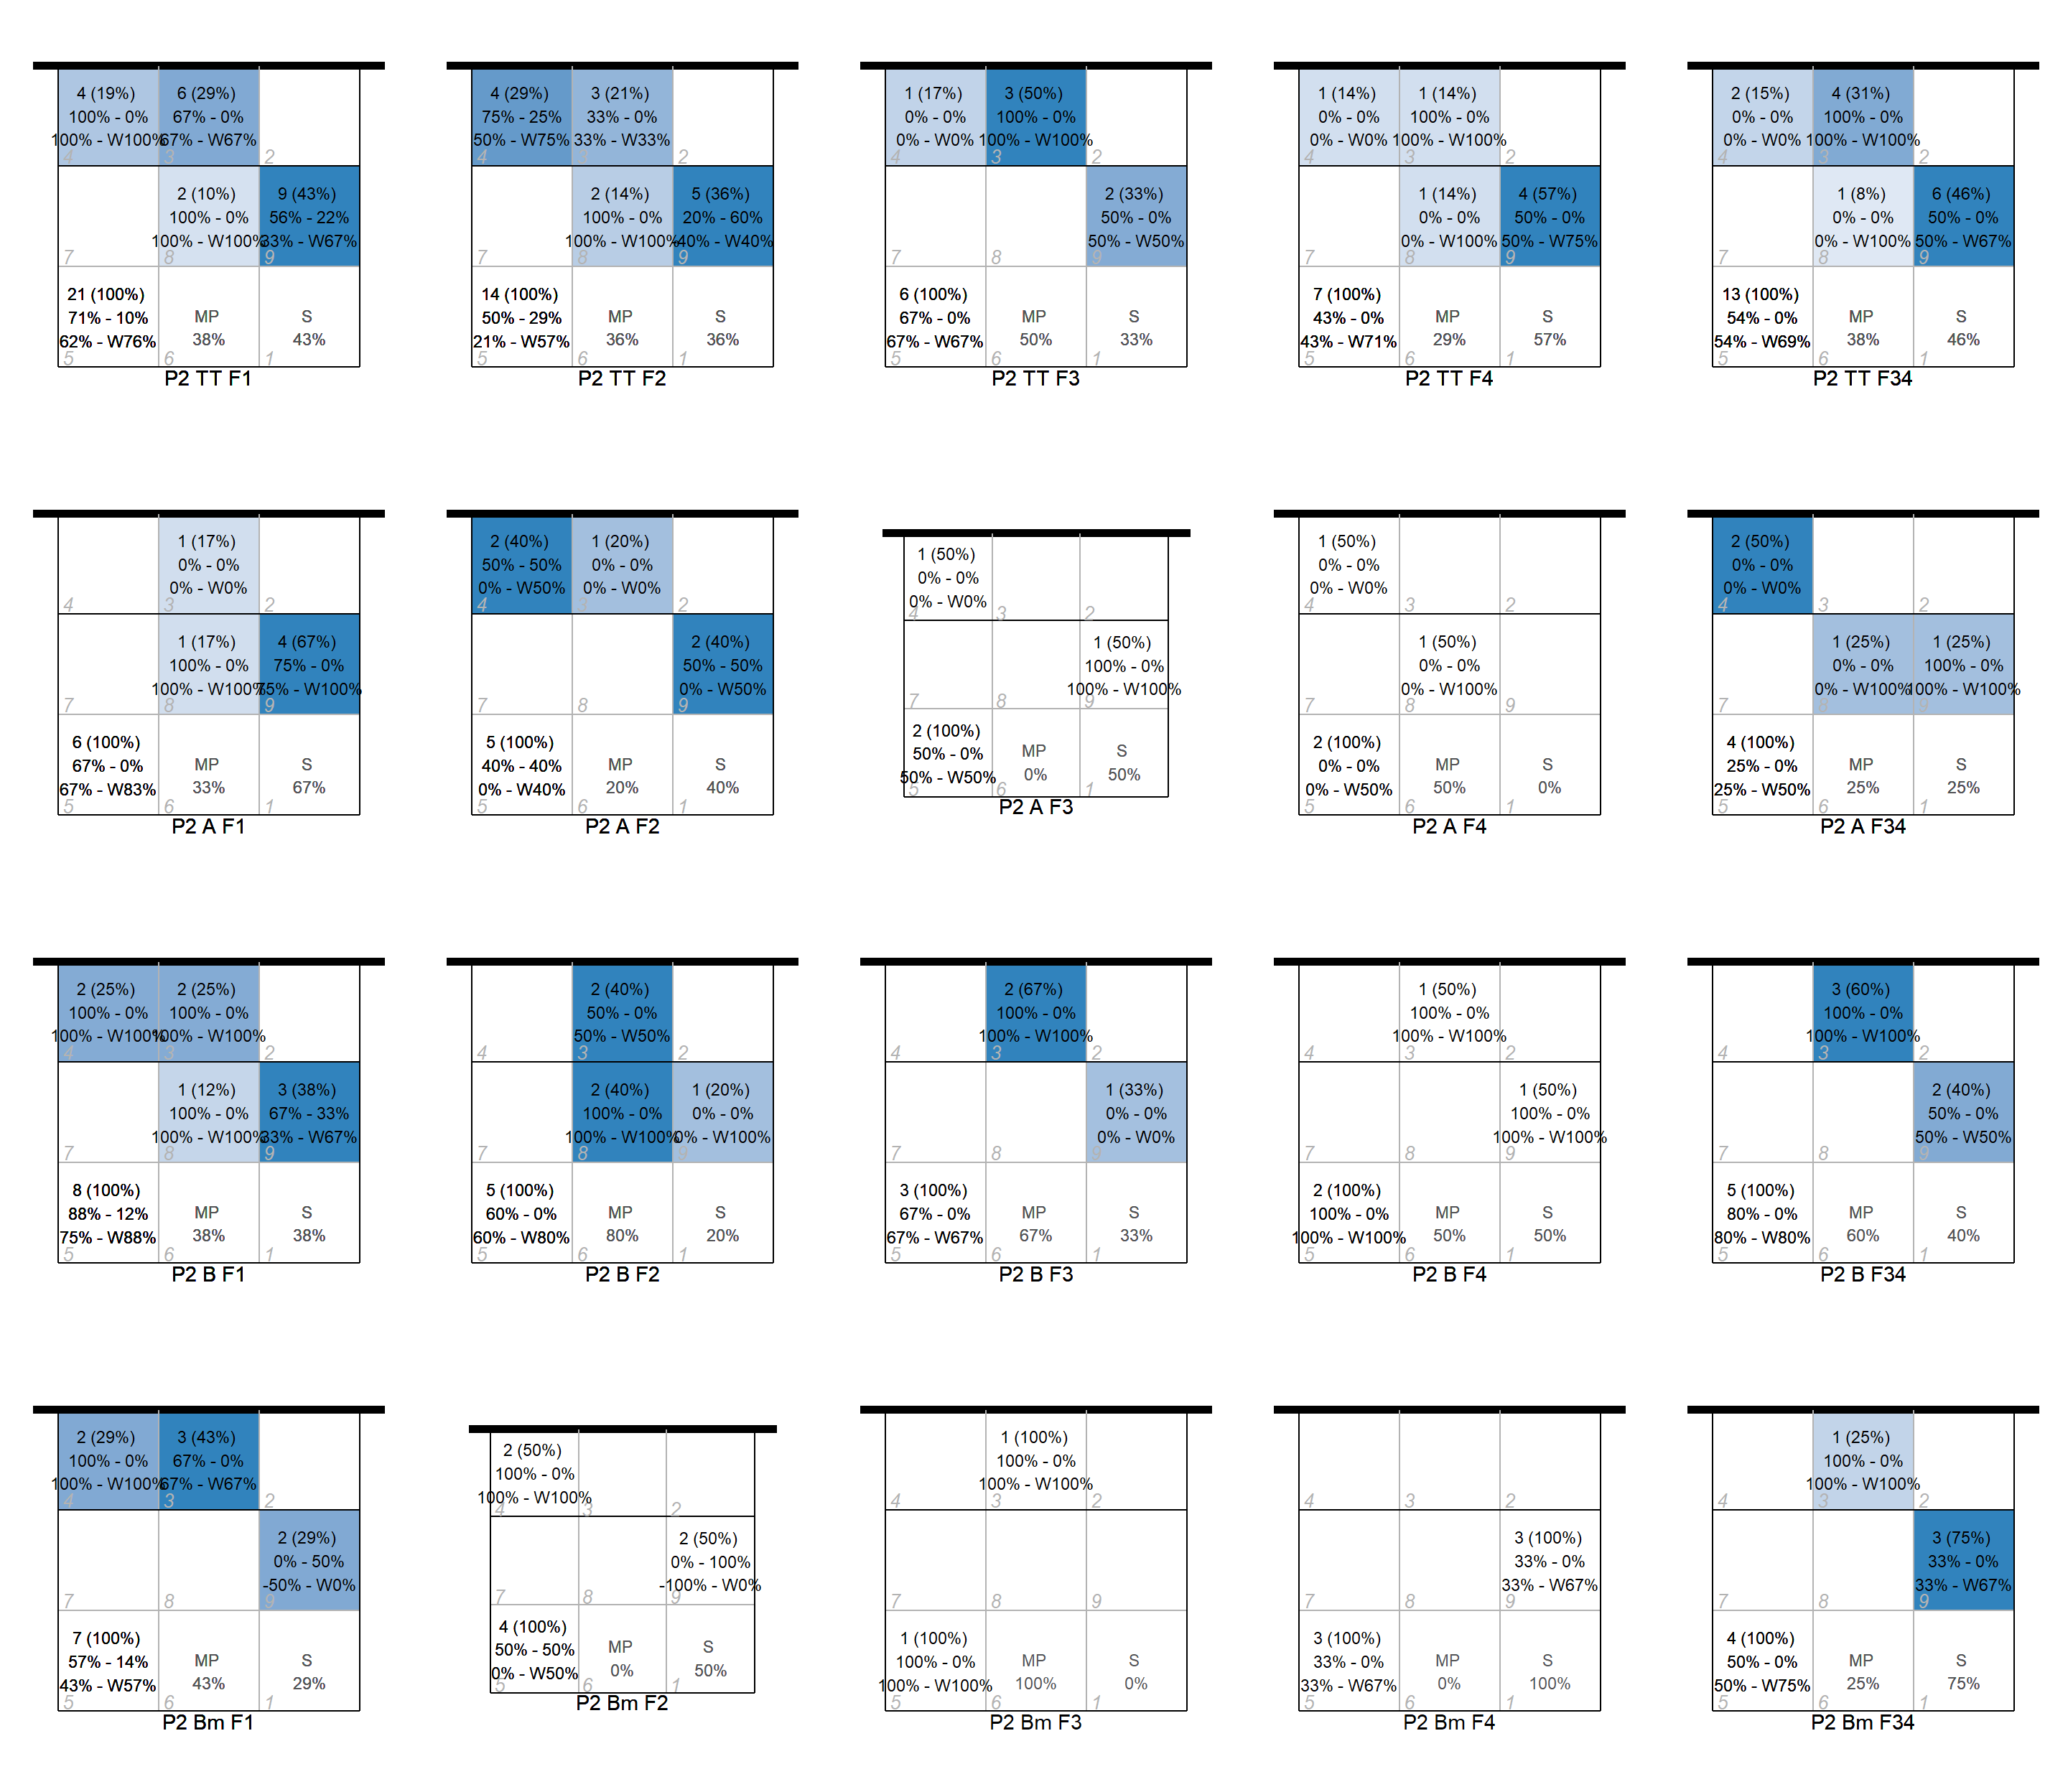 4 (19%)
100% - 0%
100% - W100%
4
6 (29%)
67% - 0%
67% - W67%
3
2
7
2 (10%)
100% - 0%
100% - W100%
8
9 (43%)
56% - 22%
33% - W67%
9
21 (100%)
71% - 10%
62% - W76%
5
MP
38%
6
S
43%
1
P2 TT F1
4 (29%)
75% - 25%
50% - W75%
4
3 (21%)
33% - 0%
33% - W33%
3
2
7
2 (14%)
100% - 0%
100% - W100%
8
5 (36%)
20% - 60%
-40% - W40%
9
14 (100%)
50% - 29%
21% - W57%
5
MP
36%
6
S
36%
1
P2 TT F2
1 (17%)
0% - 0%
0% - W0%
4
3 (50%)
100% - 0%
100% - W100%
3
2
7
8
2 (33%)
50% - 0%
50% - W50%
9
6 (100%)
67% - 0%
67% - W67%
5
MP
50%
6
S
33%
1
P2 TT F3
1 (14%)
0% - 0%
0% - W0%
4
1 (14%)
100% - 0%
100% - W100%
3
2
7
1 (14%)
0% - 0%
0% - W100%
8
4 (57%)
50% - 0%
50% - W75%
9
7 (100%)
43% - 0%
43% - W71%
5
MP
29%
6
S
57%
1
P2 TT F4
2 (15%)
0% - 0%
0% - W0%
4
4 (31%)
100% - 0%
100% - W100%
3
2
7
1 (8%)
0% - 0%
0% - W100%
8
6 (46%)
50% - 0%
50% - W67%
9
13 (100%)
54% - 0%
54% - W69%
5
MP
38%
6
S
46%
1
P2 TT F34
4
1 (17%)
0% - 0%
0% - W0%
3
2
7
1 (17%)
100% - 0%
100% - W100%
8
4 (67%)
75% - 0%
75% - W100%
9
6 (100%)
67% - 0%
67% - W83%
5
MP
33%
6
S
67%
1
P2 A F1
2 (40%)
50% - 50%
0% - W50%
4
1 (20%)
0% - 0%
0% - W0%
3
2
7
8
2 (40%)
50% - 50%
0% - W50%
9
5 (100%)
40% - 40%
0% - W40%
5
MP
20%
6
S
40%
1
P2 A F2
1 (50%)
0% - 0%
0% - W0%
4
3
2
7
8
1 (50%)
100% - 0%
100% - W100%
9
2 (100%)
50% - 0%
50% - W50%
5
MP
0%
6
S
50%
1
P2 A F3
1 (50%)
0% - 0%
0% - W0%
4
3
2
7
1 (50%)
0% - 0%
0% - W100%
8
9
2 (100%)
0% - 0%
0% - W50%
5
MP
50%
6
S
0%
1
P2 A F4
2 (50%)
0% - 0%
0% - W0%
4
3
2
7
1 (25%)
0% - 0%
0% - W100%
8
1 (25%)
100% - 0%
100% - W100%
9
4 (100%)
25% - 0%
25% - W50%
5
MP
25%
6
S
25%
1
P2 A F34
2 (25%)
100% - 0%
100% - W100%
4
2 (25%)
100% - 0%
100% - W100%
3
2
7
1 (12%)
100% - 0%
100% - W100%
8
3 (38%)
67% - 33%
33% - W67%
9
8 (100%)
88% - 12%
75% - W88%
5
MP
38%
6
S
38%
1
P2 B F1
4
2 (40%)
50% - 0%
50% - W50%
3
2
7
2 (40%)
100% - 0%
100% - W100%
8
1 (20%)
0% - 0%
0% - W100%
9
5 (100%)
60% - 0%
60% - W80%
5
MP
80%
6
S
20%
1
P2 B F2
4
2 (67%)
100% - 0%
100% - W100%
3
2
7
8
1 (33%)
0% - 0%
0% - W0%
9
3 (100%)
67% - 0%
67% - W67%
5
MP
67%
6
S
33%
1
P2 B F3
4
1 (50%)
100% - 0%
100% - W100%
3
2
7
8
1 (50%)
100% - 0%
100% - W100%
9
2 (100%)
100% - 0%
100% - W100%
5
MP
50%
6
S
50%
1
P2 B F4
4
3 (60%)
100% - 0%
100% - W100%
3
2
7
8
2 (40%)
50% - 0%
50% - W50%
9
5 (100%)
80% - 0%
80% - W80%
5
MP
60%
6
S
40%
1
P2 B F34
2 (29%)
100% - 0%
100% - W100%
4
3 (43%)
67% - 0%
67% - W67%
3
2
7
8
2 (29%)
0% - 50%
-50% - W0%
9
7 (100%)
57% - 14%
43% - W57%
5
MP
43%
6
S
29%
1
P2 Bm F1
2 (50%)
100% - 0%
100% - W100%
4
3
2
7
8
2 (50%)
0% - 100%
-100% - W0%
9
4 (100%)
50% - 50%
0% - W50%
5
MP
0%
6
S
50%
1
P2 Bm F2
4
1 (100%)
100% - 0%
100% - W100%
3
2
7
8
9
1 (100%)
100% - 0%
100% - W100%
5
MP
100%
6
S
0%
1
P2 Bm F3
4
3
2
7
8
3 (100%)
33% - 0%
33% - W67%
9
3 (100%)
33% - 0%
33% - W67%
5
MP
0%
6
S
100%
1
P2 Bm F4
4
1 (25%)
100% - 0%
100% - W100%
3
2
7
8
3 (75%)
33% - 0%
33% - W67%
9
4 (100%)
50% - 0%
50% - W75%
5
MP
25%
6
S
75%
1
P2 Bm F34